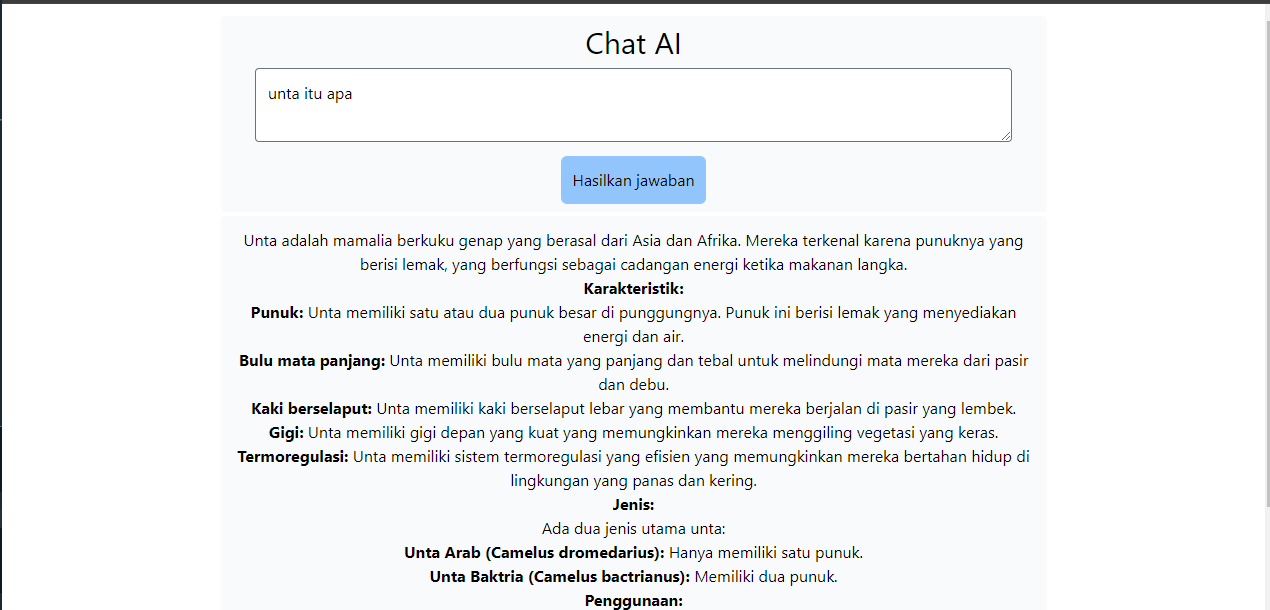 Chat AI
unta itu apa
Hasilkan jawaban
Unta adalah mamalia berkuku genap yang berasal dari Asia dan Afrika. Mereka terkenal karena punuknya yang
berisi lemak, yang berfungsi sebagai cadangan energi ketika makanan langka.
Karakteristik:
Punuk: Unta memiliki satu atau dua punuk besar di punggungnya. Punuk ini berisi lemak yang menyediakan
energi dan air.
Bulu mata panjang: Unta memiliki bulu mata yang panjang dan tebal untuk melindungi mata mereka dari pasir
dan debu.
Kaki berselaput: Unta memiliki kaki berselaput lebar yang membantu mereka berjalan di pasir yang lembek.
Gigi: Unta memiliki gigi depan yang kuat yang memungkinkan mereka menggiling vegetasi yang keras.
Termoregulasi: Unta memiliki sistem termoregulasi yang efisien yang memungkinkan mereka bertahan hidup di
lingkungan yang panas dan kering.
Jenis:
Ada dua jenis utama unta:
Unta Arab (Camelus dromedarius): Hanya memiliki satu punuk.
Unta Baktria (Camelus bactrianus): Memiliki dua punuk.
Penggunaan: